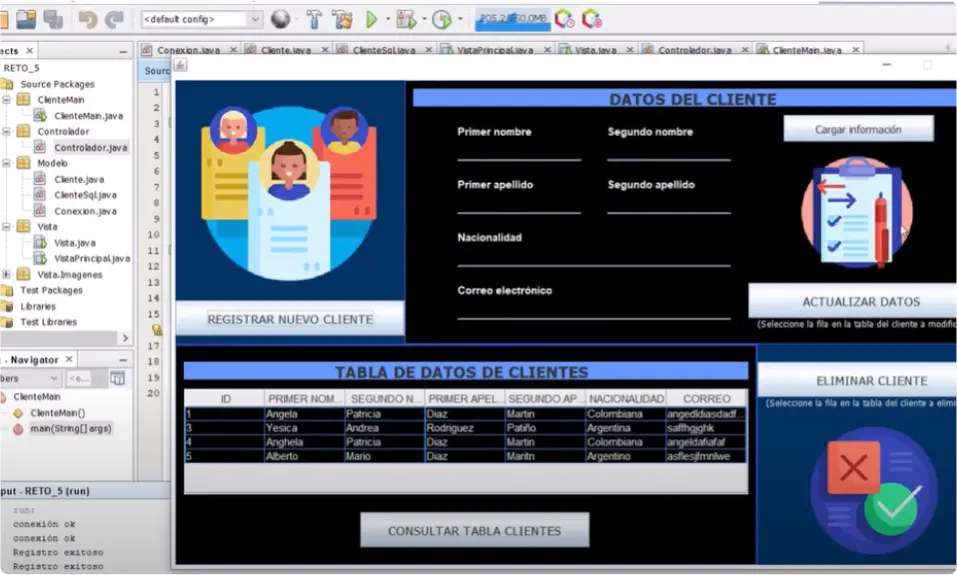 <default config>
205,2/560,0MB
ects
Conexion.java
Cliente.java
ClienteSql.java
VistaPrincipal.java
Vista.java
Controlador.java
ClienteMain.java
RETO_5
Source Packages
ClienteMain
ClienteMain.java
Controlador
Controlador.java
Modelo
Cliente.java
ClienteSql.java
Conexion.java
Vista
Vista.java
VistaPrincipal.java
Vista.Imagenes
Test Packages
Libraries
Test Libraries
- Navigator
bers
<e...
ClienteMain
ClienteMain()
main(String[] args)
put - RETO_5 (run)
run:
conexión ok
conexión ok
Registro exitoso
Registro exitoso
Sourc
1
2
3
4
5
6
7
8
9
10
11
12
13
14
15
17
18
19
20
REGISTRAR NUEVO CLIENTE
DATOS DEL CLIENTE
Primer nombre Segundo nombre
Primer apellido Segundo apellido
Nacionalidad
Correo electrónico
Cargar información
ACTUALIZAR DATOS
(Seleccione la fila en la tabla del cliente a modific
TABLA DE DATOS DE CLIENTES
ID PRIMER NOM... SEGUNDO N... PRIMER APEL... SEGUNDO AP... NACIONALIDAD CORREO
1 Angela Patricia Diaz Martin Colombiana angedldiasdadf...
3 Yesica Andrea Rodriguez Patiño Argentina saffhgjghk
4 Anghela Patricia Diaz Martin Colombiana angeldafiafaf
5 Alberto Mario Diaz Maritn Argentino asflesjfmnlwe
CONSULTAR TABLA CLIENTES
ELIMINAR CLIENTE
(Seleccione la fila en la tabla del cliente a elimi